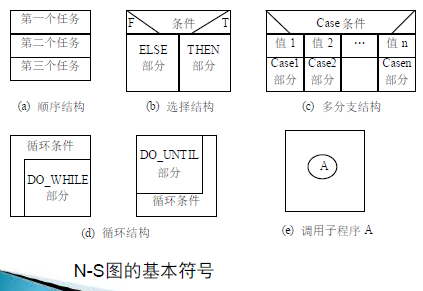 第一个任务
第二个任务
第三个任务
(a) 顺序结构
F 条件 T
ELSE 部分
THEN 部分
(b) 选择结构
Case 条件
值 1 值 2 … 值 n
Case1 部分
Case2 部分
Casen 部分
(c) 多分支结构
循环条件
DO_WHILE
部分
DO_UNTIL
部分
循环条件
(d) 循环结构
A
(e) 调用子程序 A
N-S图的基本符号